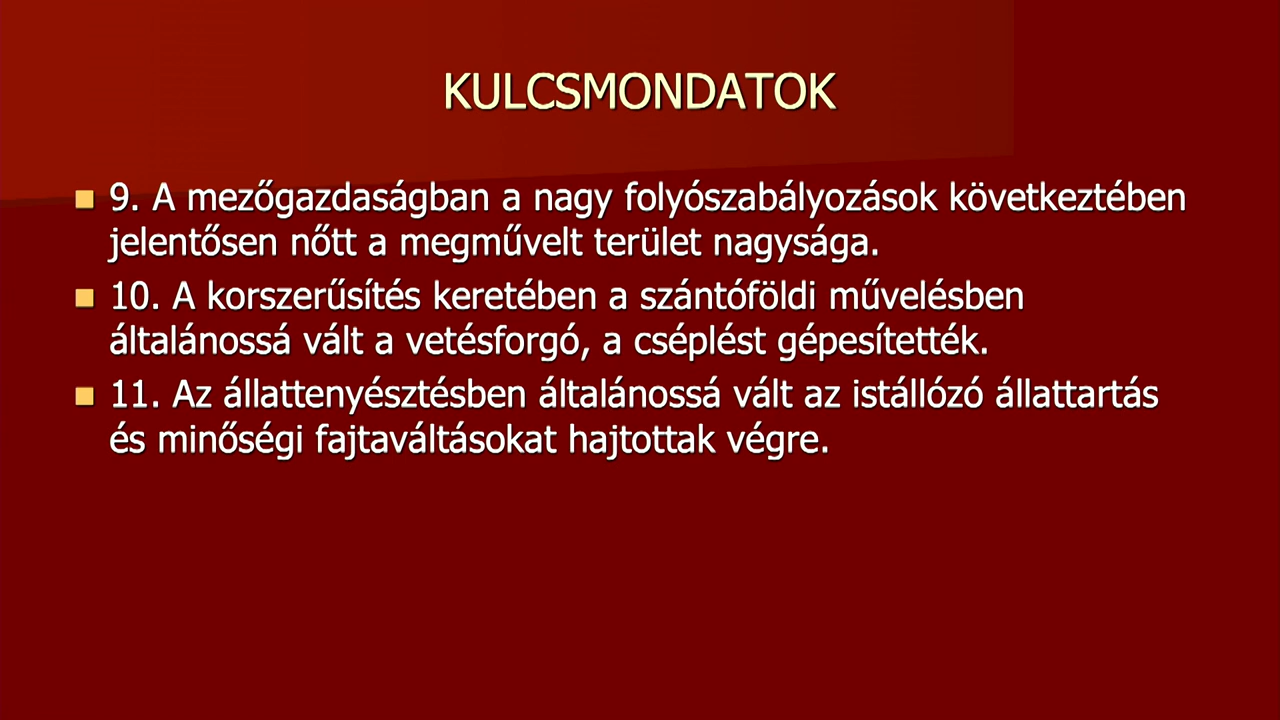 KULCSMONDATOK
9. A mezőgazdaságban a nagy folyószabályozások következtében
jelentősen nőtt a megművelt terület nagysága.
10. A korszerűsítés keretében a szántóföldi művelésben
általánossá vált a vetésforgó, a cséplést gépesítették.
11. Az állattenyésztésben általánossá vált az istállózó állattartás
és minőségi fajtaváltásokat hajtottak végre.